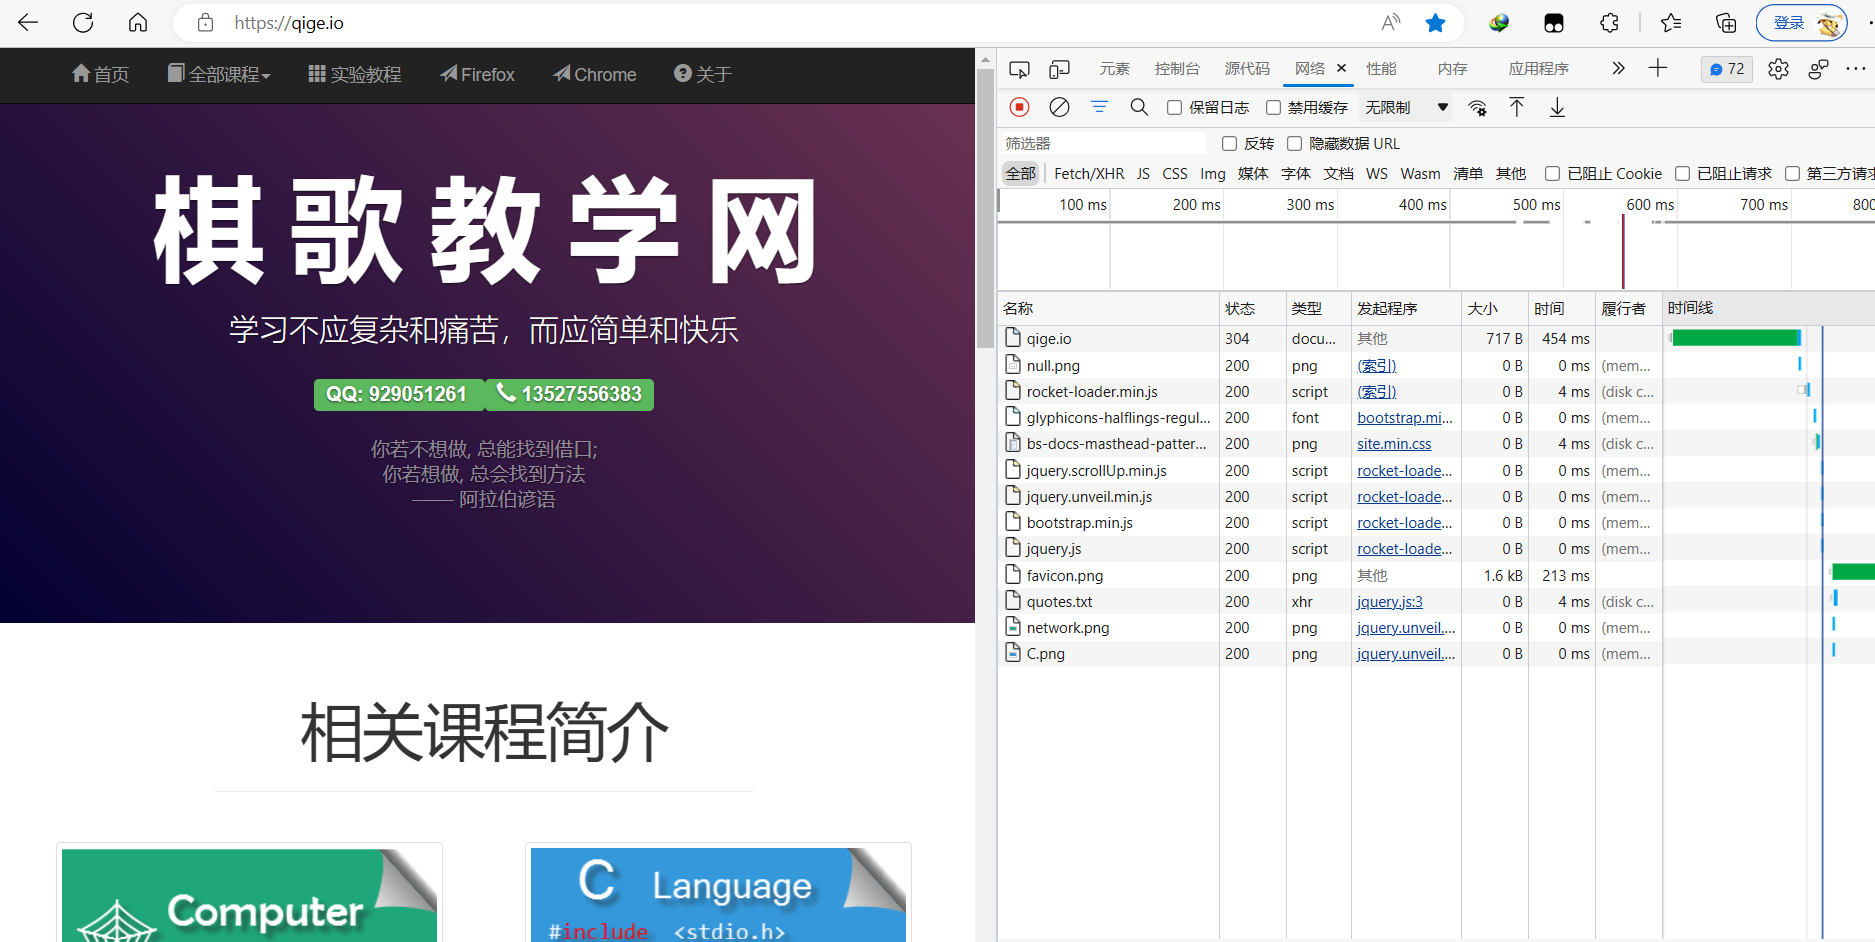 https://qige.io
登录
首页 全部课程 实验教程 Firefox Chrome 关于
棋歌教学网
学习不应复杂和痛苦，而应简单和快乐
QQ: 929051261 13527556383
你若不想做, 总能找到借口;
你若想做, 总会找到方法
—— 阿拉伯谚语
相关课程简介
Computer
C Language
#include <stdio.h>
元素 控制台 源代码 网络 性能 内存 应用程序 72
保留日志 禁用缓存 无限制
筛选器 反转 隐藏数据 URL
全部 Fetch/XHR JS CSS Img 媒体 字体 文档 WS Wasm 清单 其他 已阻止 Cookie 已阻止请求 第三方请求
100 ms 200 ms 300 ms 400 ms 500 ms 600 ms 700 ms 800
名称 状态 类型 发起程序 大小 时间 履行者 时间线
qige.io 304 docu... 其他 717 B 454 ms
null.png 200 png (索引) 0 B 0 ms (mem...
rocket-loader.min.js 200 script (索引) 0 B 4 ms (disk c...
glyphicons-halflings-regul... 200 font bootstrap.mi... 0 B 0 ms (mem...
bs-docs-masthead-patter... 200 png site.min.css 0 B 4 ms (disk c...
jquery.scrollUp.min.js 200 script rocket-loade... 0 B 0 ms (mem...
jquery.unveil.min.js 200 script rocket-loade... 0 B 0 ms (mem...
bootstrap.min.js 200 script rocket-loade... 0 B 0 ms (mem...
jquery.js 200 script rocket-loade... 0 B 0 ms (mem...
favicon.png 200 png 其他 1.6 kB 213 ms
quotes.txt 200 xhr jquery.js:3 0 B 4 ms (disk c...
network.png 200 png jquery.unveil.... 0 B 0 ms (mem...
C.png 200 png jquery.unveil.... 0 B 0 ms (mem...